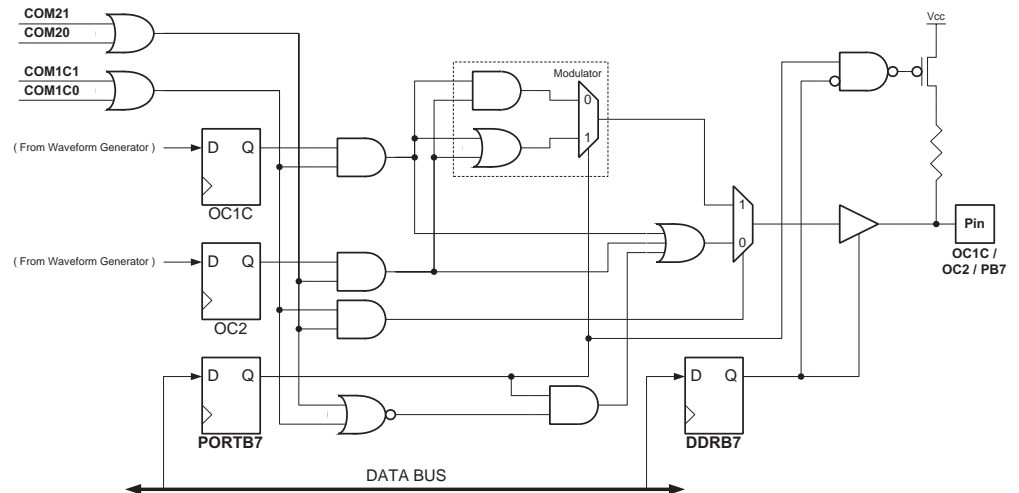 COM21
COM20
Vcc
COM1C1
COM1C0
Modulator
0
1
( From Waveform Generator )
D Q
OC1C
1
0
Pin
OC1C /
OC2 / PB7
( From Waveform Generator )
D Q
OC2
D Q
PORTB7
D Q
DDRB7
DATA BUS